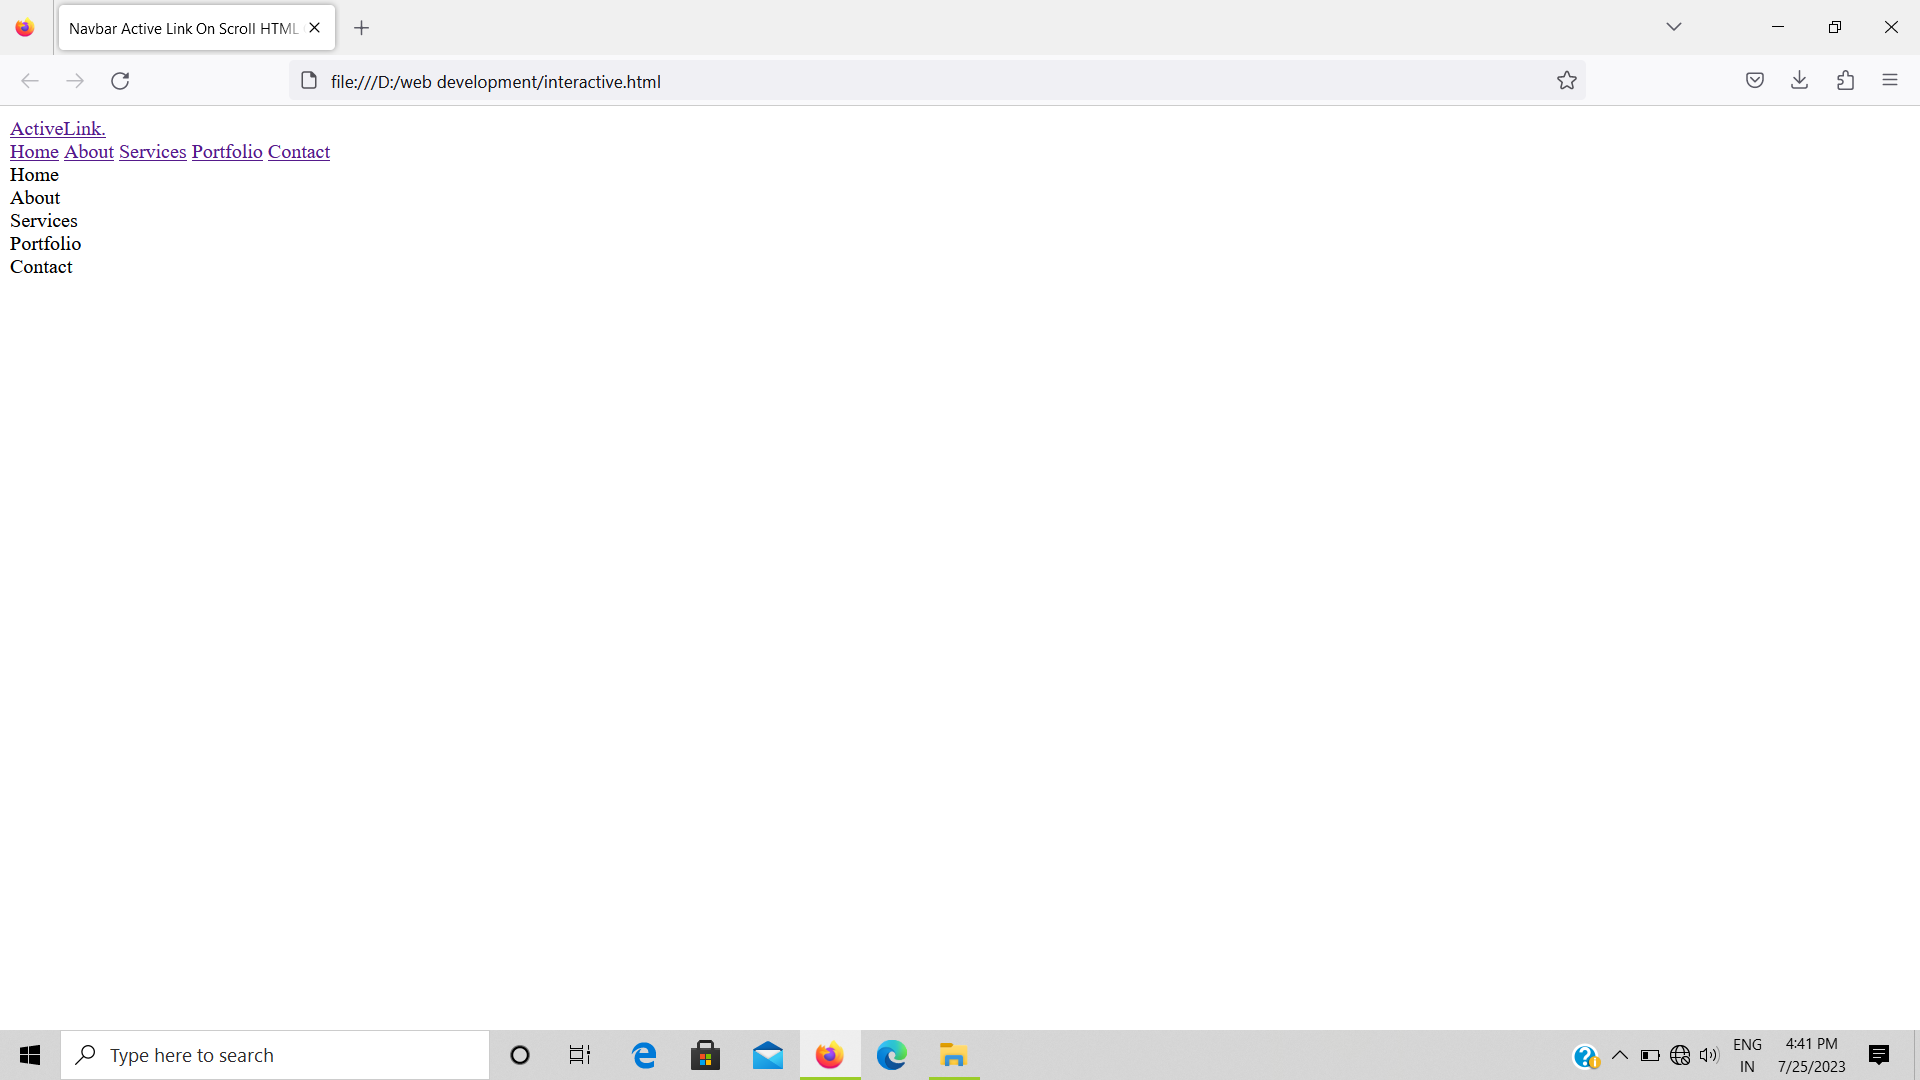 Navbar Active Link On Scroll HTML
file:///D:/web development/interactive.html
ActiveLink.
Home About Services Portfolio Contact
Home
About
Services
Portfolio
Contact
Type here to search
ENG
IN
4:41 PM
7/25/2023